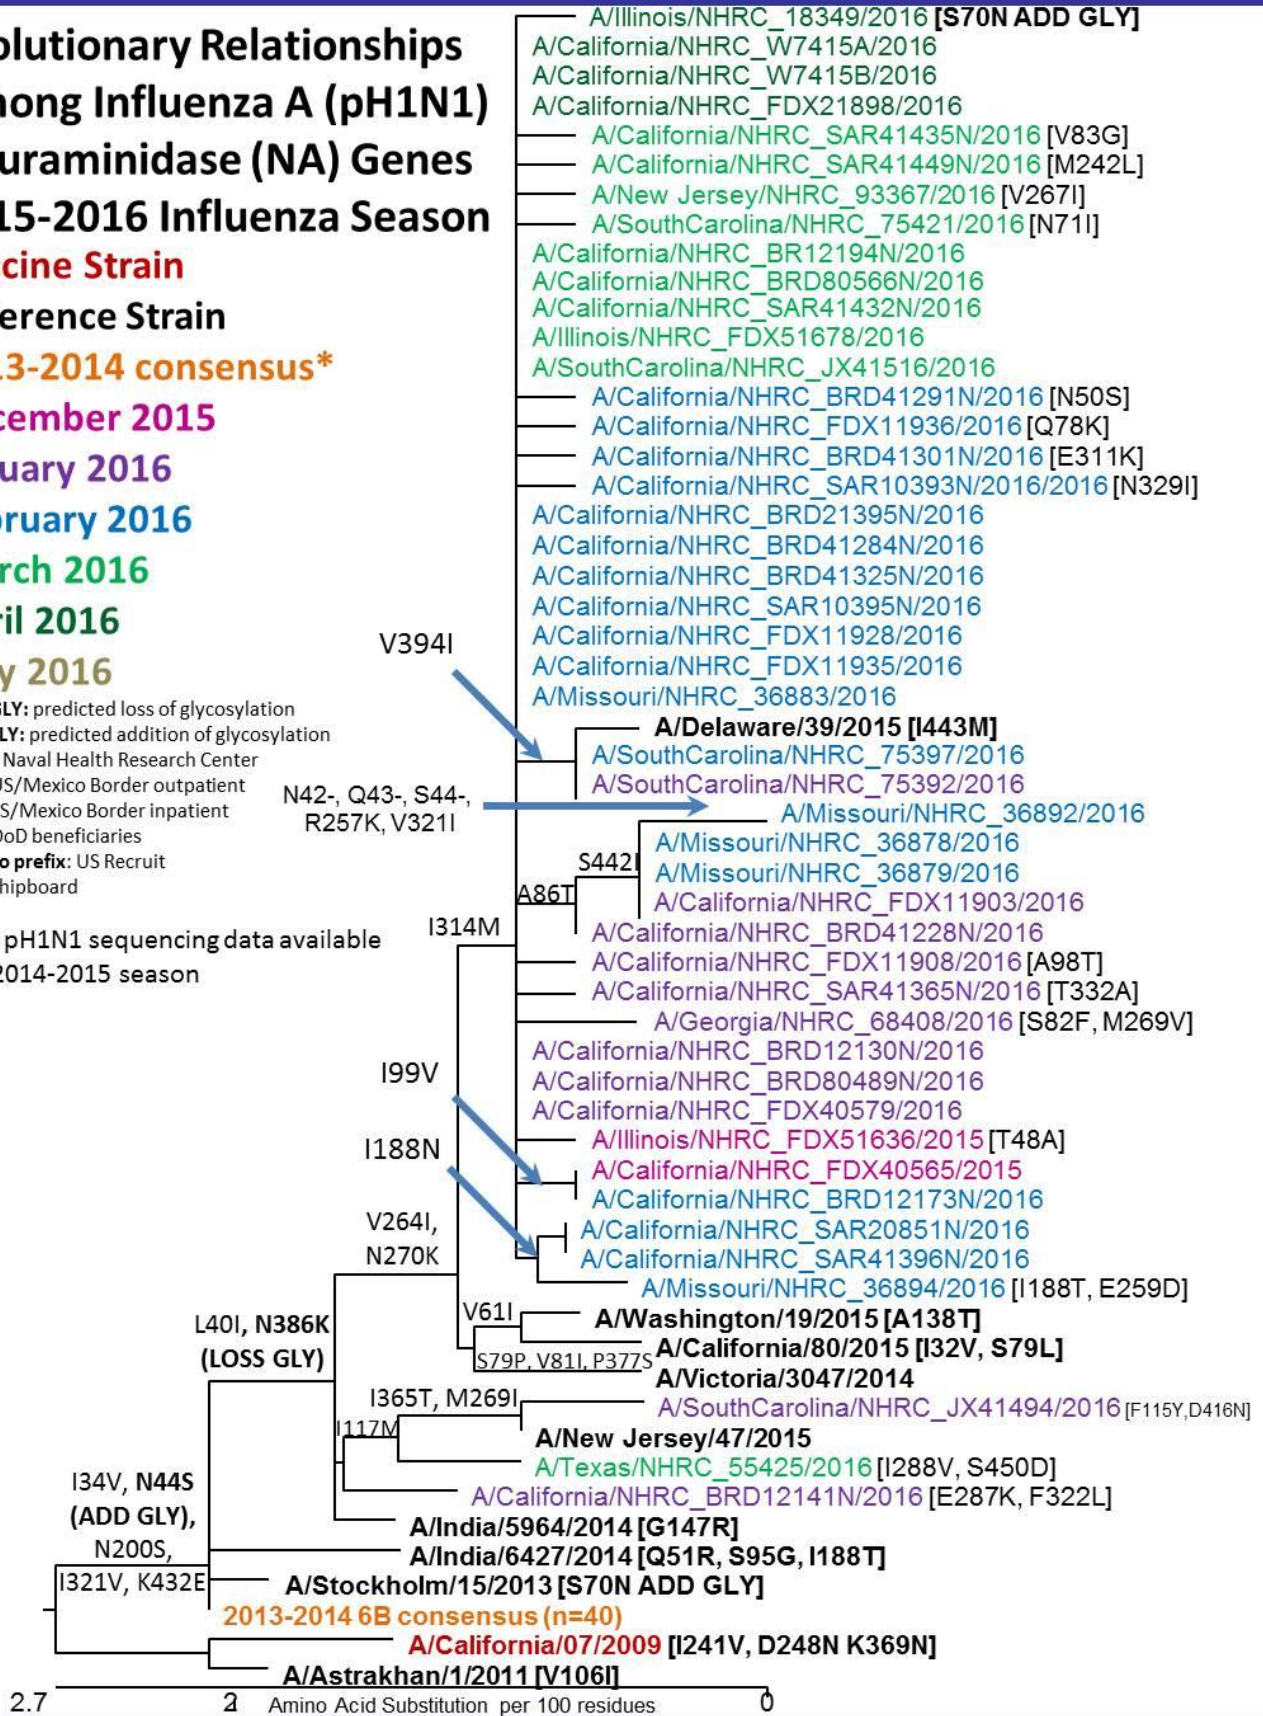 olutionary Relationships
nong Influenza A (pH1N1)
uraminidase (NA) Genes
15-2016 Influenza Season
cine Strain
erence Strain
13-2014 consensus*
cember 2015
uary 2016
bruary 2016
rch 2016
ril 2016
y 2016
GLY: predicted loss of glycosylation
LY: predicted addition of glycosylation
Naval Health Research Center
US/Mexico Border outpatient
S/Mexico Border inpatient
DoD beneficiaries
o prefix: US Recruit
hipboard
pH1N1 sequencing data available
2014-2015 season
A/Illinois/NHRC_18349/2016 [S70N ADD GLY]
A/California/NHRC_W7415A/2016
A/California/NHRC_W7415B/2016
A/California/NHRC_FDX21898/2016
A/California/NHRC_SAR41435N/2016 [V83G]
A/California/NHRC_SAR41449N/2016 [M242L]
A/New Jersey/NHRC_93367/2016 [V267I]
A/SouthCarolina/NHRC_75421/2016 [N71I]
A/California/NHRC_BR12194N/2016
A/California/NHRC_BRD80566N/2016
A/California/NHRC_SAR41432N/2016
A/Illinois/NHRC_FDX51678/2016
A/SouthCarolina/NHRC_JX41516/2016
A/California/NHRC_BRD41291N/2016 [N50S]
A/California/NHRC_FDX11936/2016 [Q78K]
A/California/NHRC_BRD41301N/2016 [E311K]
A/California/NHRC_SAR10393N/2016/2016 [N329I]
A/California/NHRC_BRD21395N/2016
A/California/NHRC_BRD41284N/2016
A/California/NHRC_BRD41325N/2016
A/California/NHRC_SAR10395N/2016
A/California/NHRC_FDX11928/2016
A/California/NHRC_FDX11935/2016
A/Missouri/NHRC_36883/2016
V394I
A/Delaware/39/2015 [I443M]
A/SouthCarolina/NHRC_75397/2016
A/SouthCarolina/NHRC_75392/2016
N42-, Q43-, S44-,
R257K, V321I
A/Missouri/NHRC_36892/2016
A/Missouri/NHRC_36878/2016
S442I
A/Missouri/NHRC_36879/2016
A86T
A/California/NHRC_FDX11903/2016
I314M
A/California/NHRC_BRD41228N/2016
A/California/NHRC_FDX11908/2016 [A98T]
A/California/NHRC_SAR41365N/2016 [T332A]
A/Georgia/NHRC_68408/2016 [S82F, M269V]
A/California/NHRC_BRD12130N/2016
I99V
A/California/NHRC_BRD80489N/2016
A/California/NHRC_FDX40579/2016
I188N
A/Illinois/NHRC_FDX51636/2015 [T48A]
A/California/NHRC_FDX40565/2015
A/California/NHRC_BRD12173N/2016
V264I,
N270K
A/California/NHRC_SAR20851N/2016
A/California/NHRC_SAR41396N/2016
A/Missouri/NHRC_36894/2016 [I188T, E259D]
V61I
A/Washington/19/2015 [A138T]
L40I, N386K
(LOSS GLY)
A/California/80/2015 [I32V, S79L]
S79P, V81I, P377S
A/Victoria/3047/2014
I365T, M269I
A/SouthCarolina/NHRC_JX41494/2016 [F115Y,D416N]
I117M
A/New Jersey/47/2015
A/Texas/NHRC_55425/2016 [I288V, S450D]
A/California/NHRC_BRD12141N/2016 [E287K, F322L]
I34V, N44S
(ADD GLY),
N200S,
I321V, K432E
A/India/5964/2014 [G147R]
A/India/6427/2014 [Q51R, S95G, I188T]
A/Stockholm/15/2013 [S70N ADD GLY]
2013-2014 6B consensus (n=40)
A/California/07/2009 [I241V, D248N K369N]
A/Astrakhan/1/2011 [V106I]
2.7 2 Amino Acid Substitution per 100 residues 0